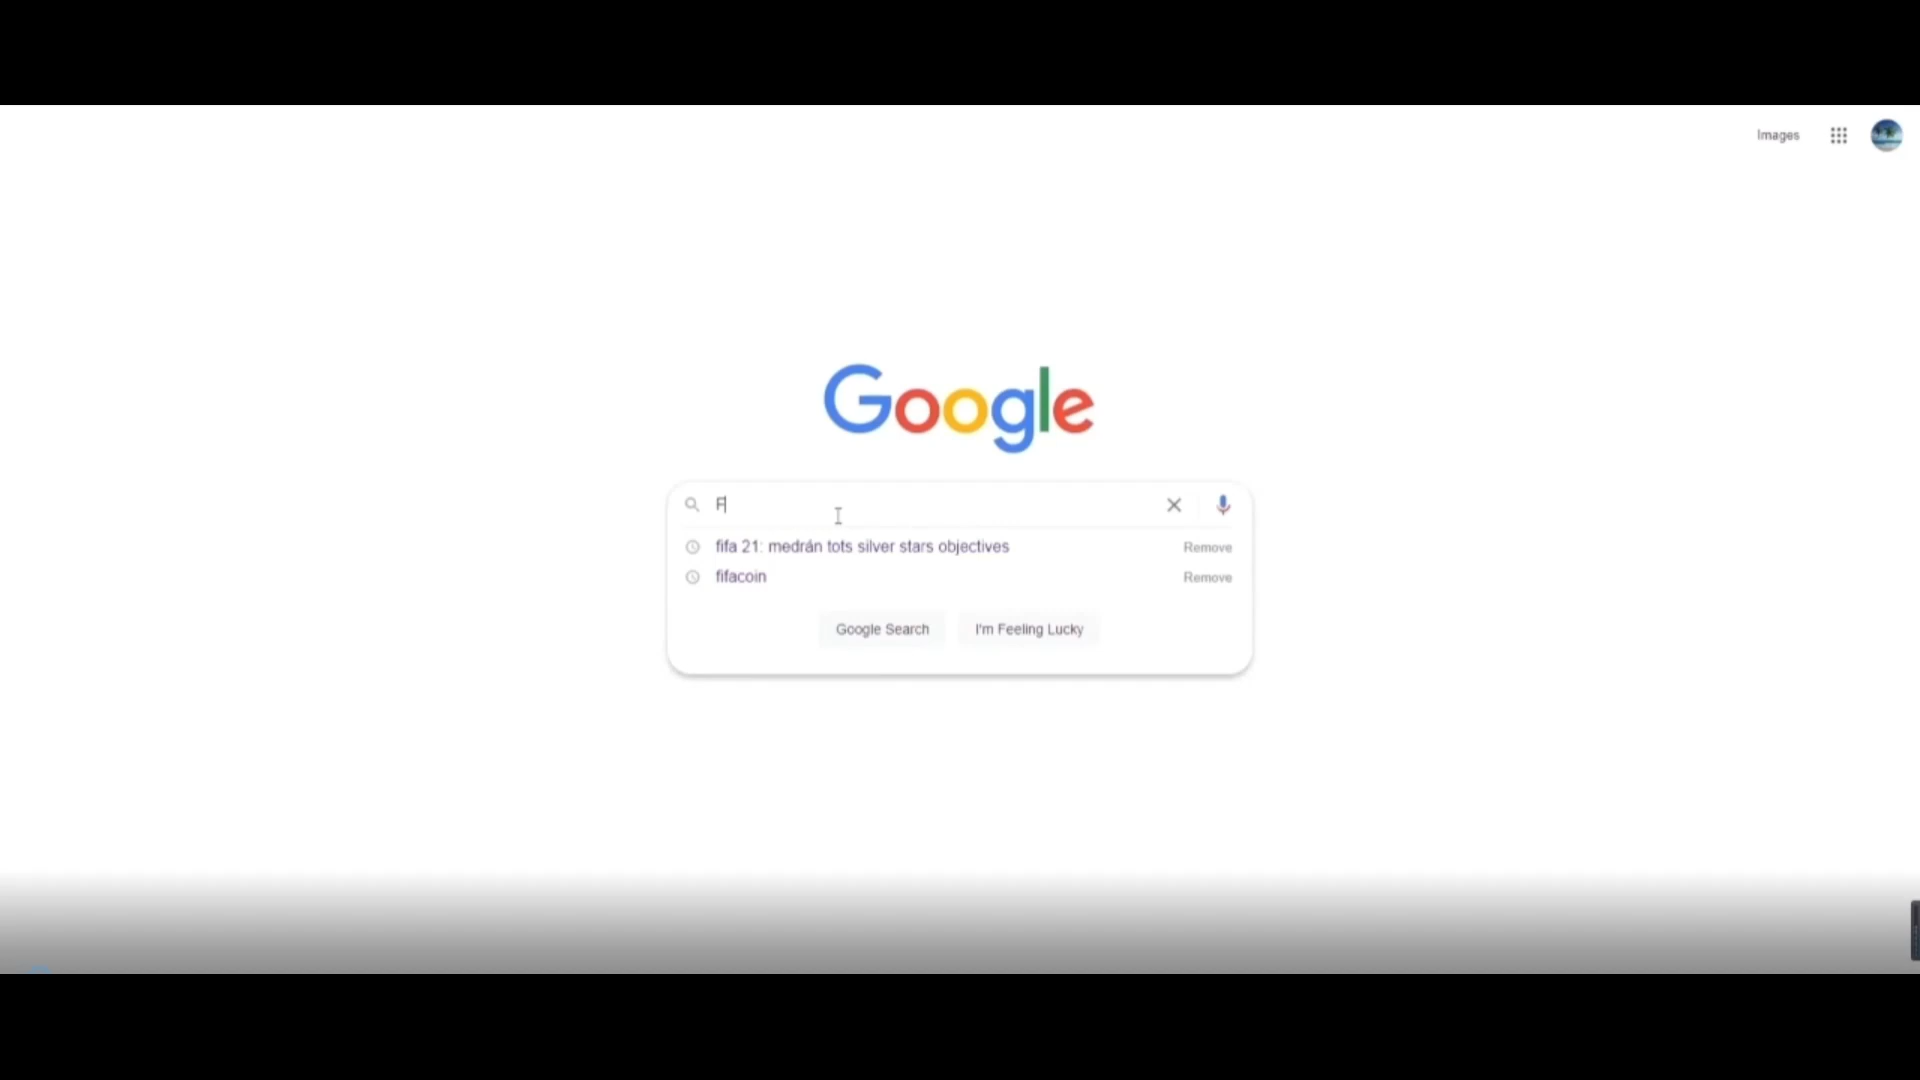 Images
Google
F
fifa 21: medrán tots silver stars objectives
Remove
fifacoin
Remove
Google Search
I'm Feeling Lucky